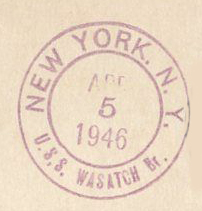 NEW YORK, N. Y.
APR
5
1946
U.S.S. WASATCH Br.